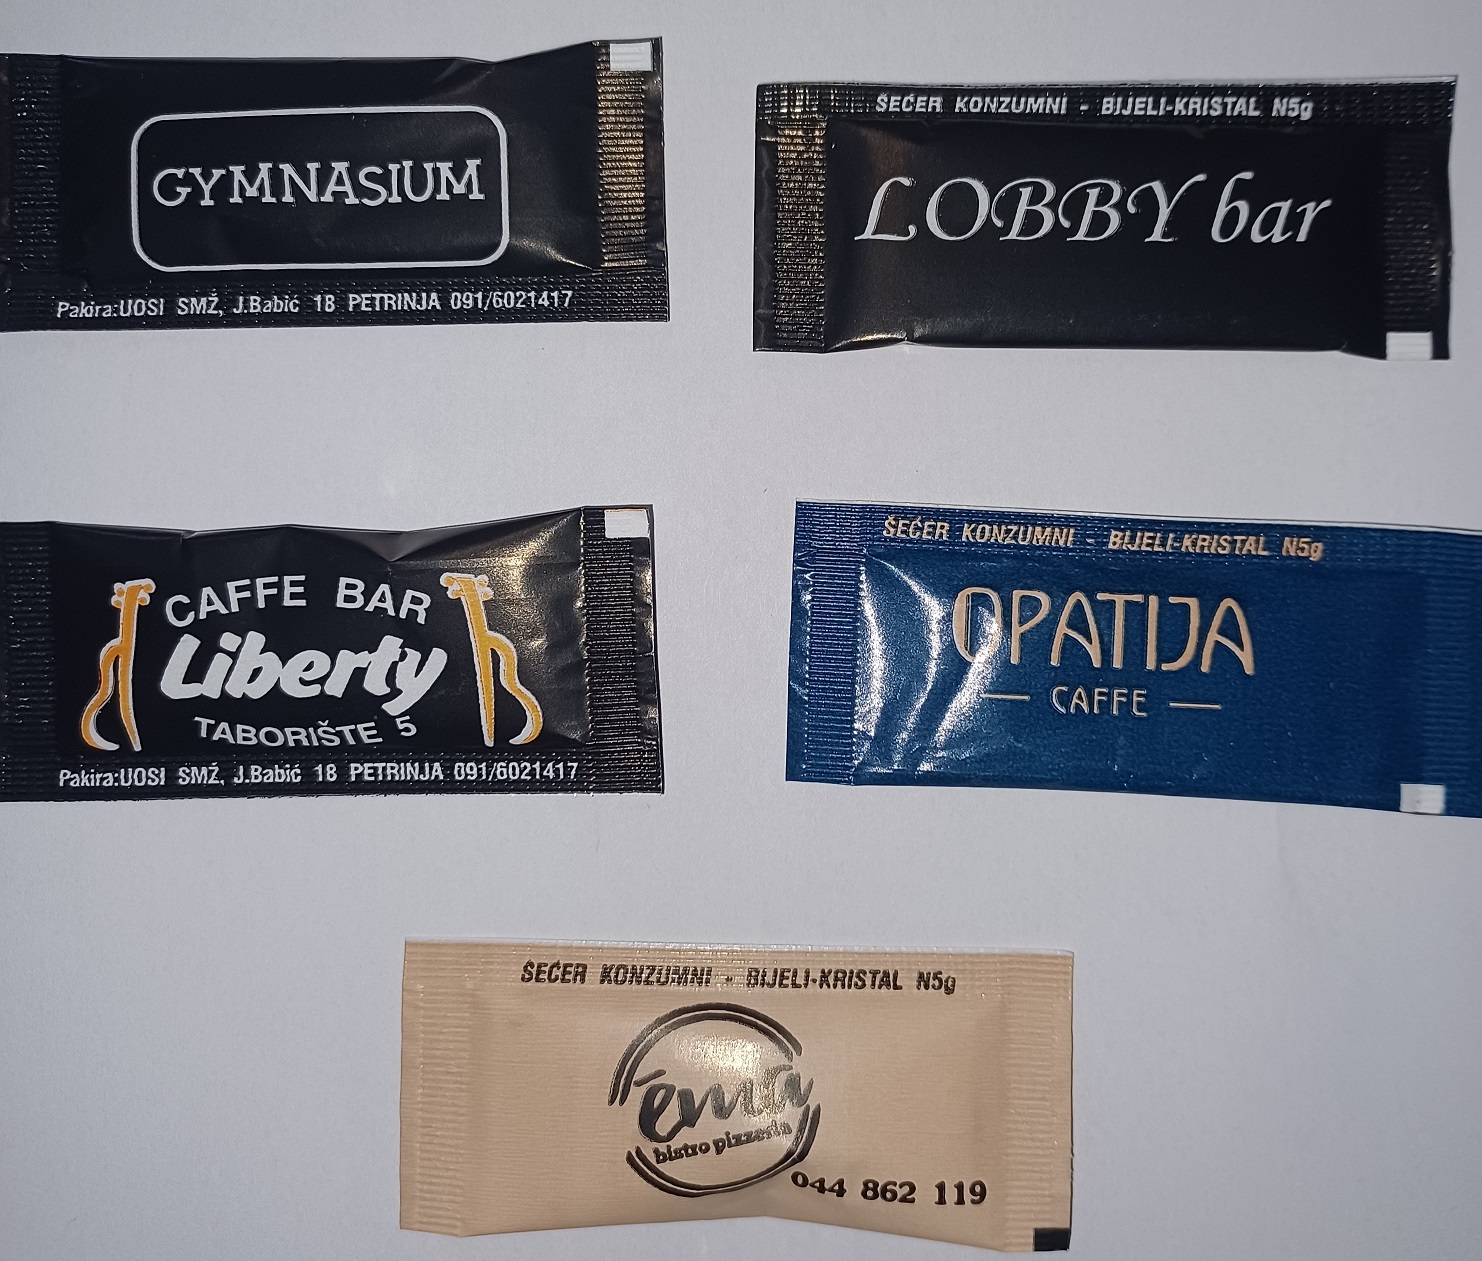 GYMNASIUM
Pakira:UOSI SMŽ, J.Babić 18 PETRINJA 091/6021417
ŠEĆER KONZUMNI - BIJELI-KRISTAL N5g
LOBBY bar
CAFFE BAR
Liberty
TABORIŠTE 5
Pakira:UOSI SMŽ, J.Babić 18 PETRINJA 091/6021417
ŠEĆER KONZUMNI - BIJELI-KRISTAL N5g
OPATIJA
CAFFE
ŠEĆER KONZUMNI - BIJELI-KRISTAL N5g
ema
bistro pizzeria
044 862 119